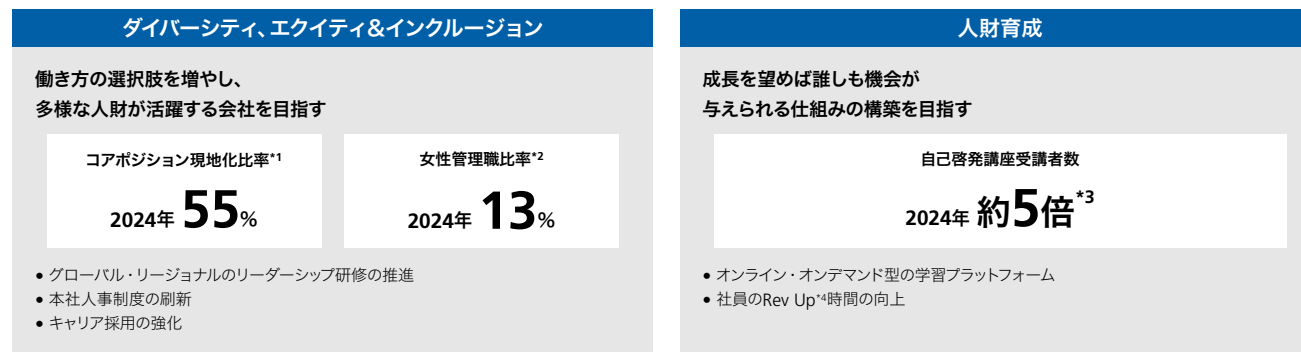 ダイバーシティ、エクイティ&インクルージョン
働き方の選択肢を増やし、
多様な人財が活躍する会社を目指す
コアポジション現地化比率*1
2024年 55%
女性管理職比率*2
2024年 13%
● グローバル・リージョナルのリーダーシップ研修の推進
● 本社人事制度の刷新
● キャリア採用の強化
人財育成
成長を望めば誰しも機会が
与えられる仕組みの構築を目指す
自己啓発講座受講者数
2024年 約5倍*3
● オンライン・オンデマンド型の学習プラットフォーム
● 社員のRev Up*4時間の向上